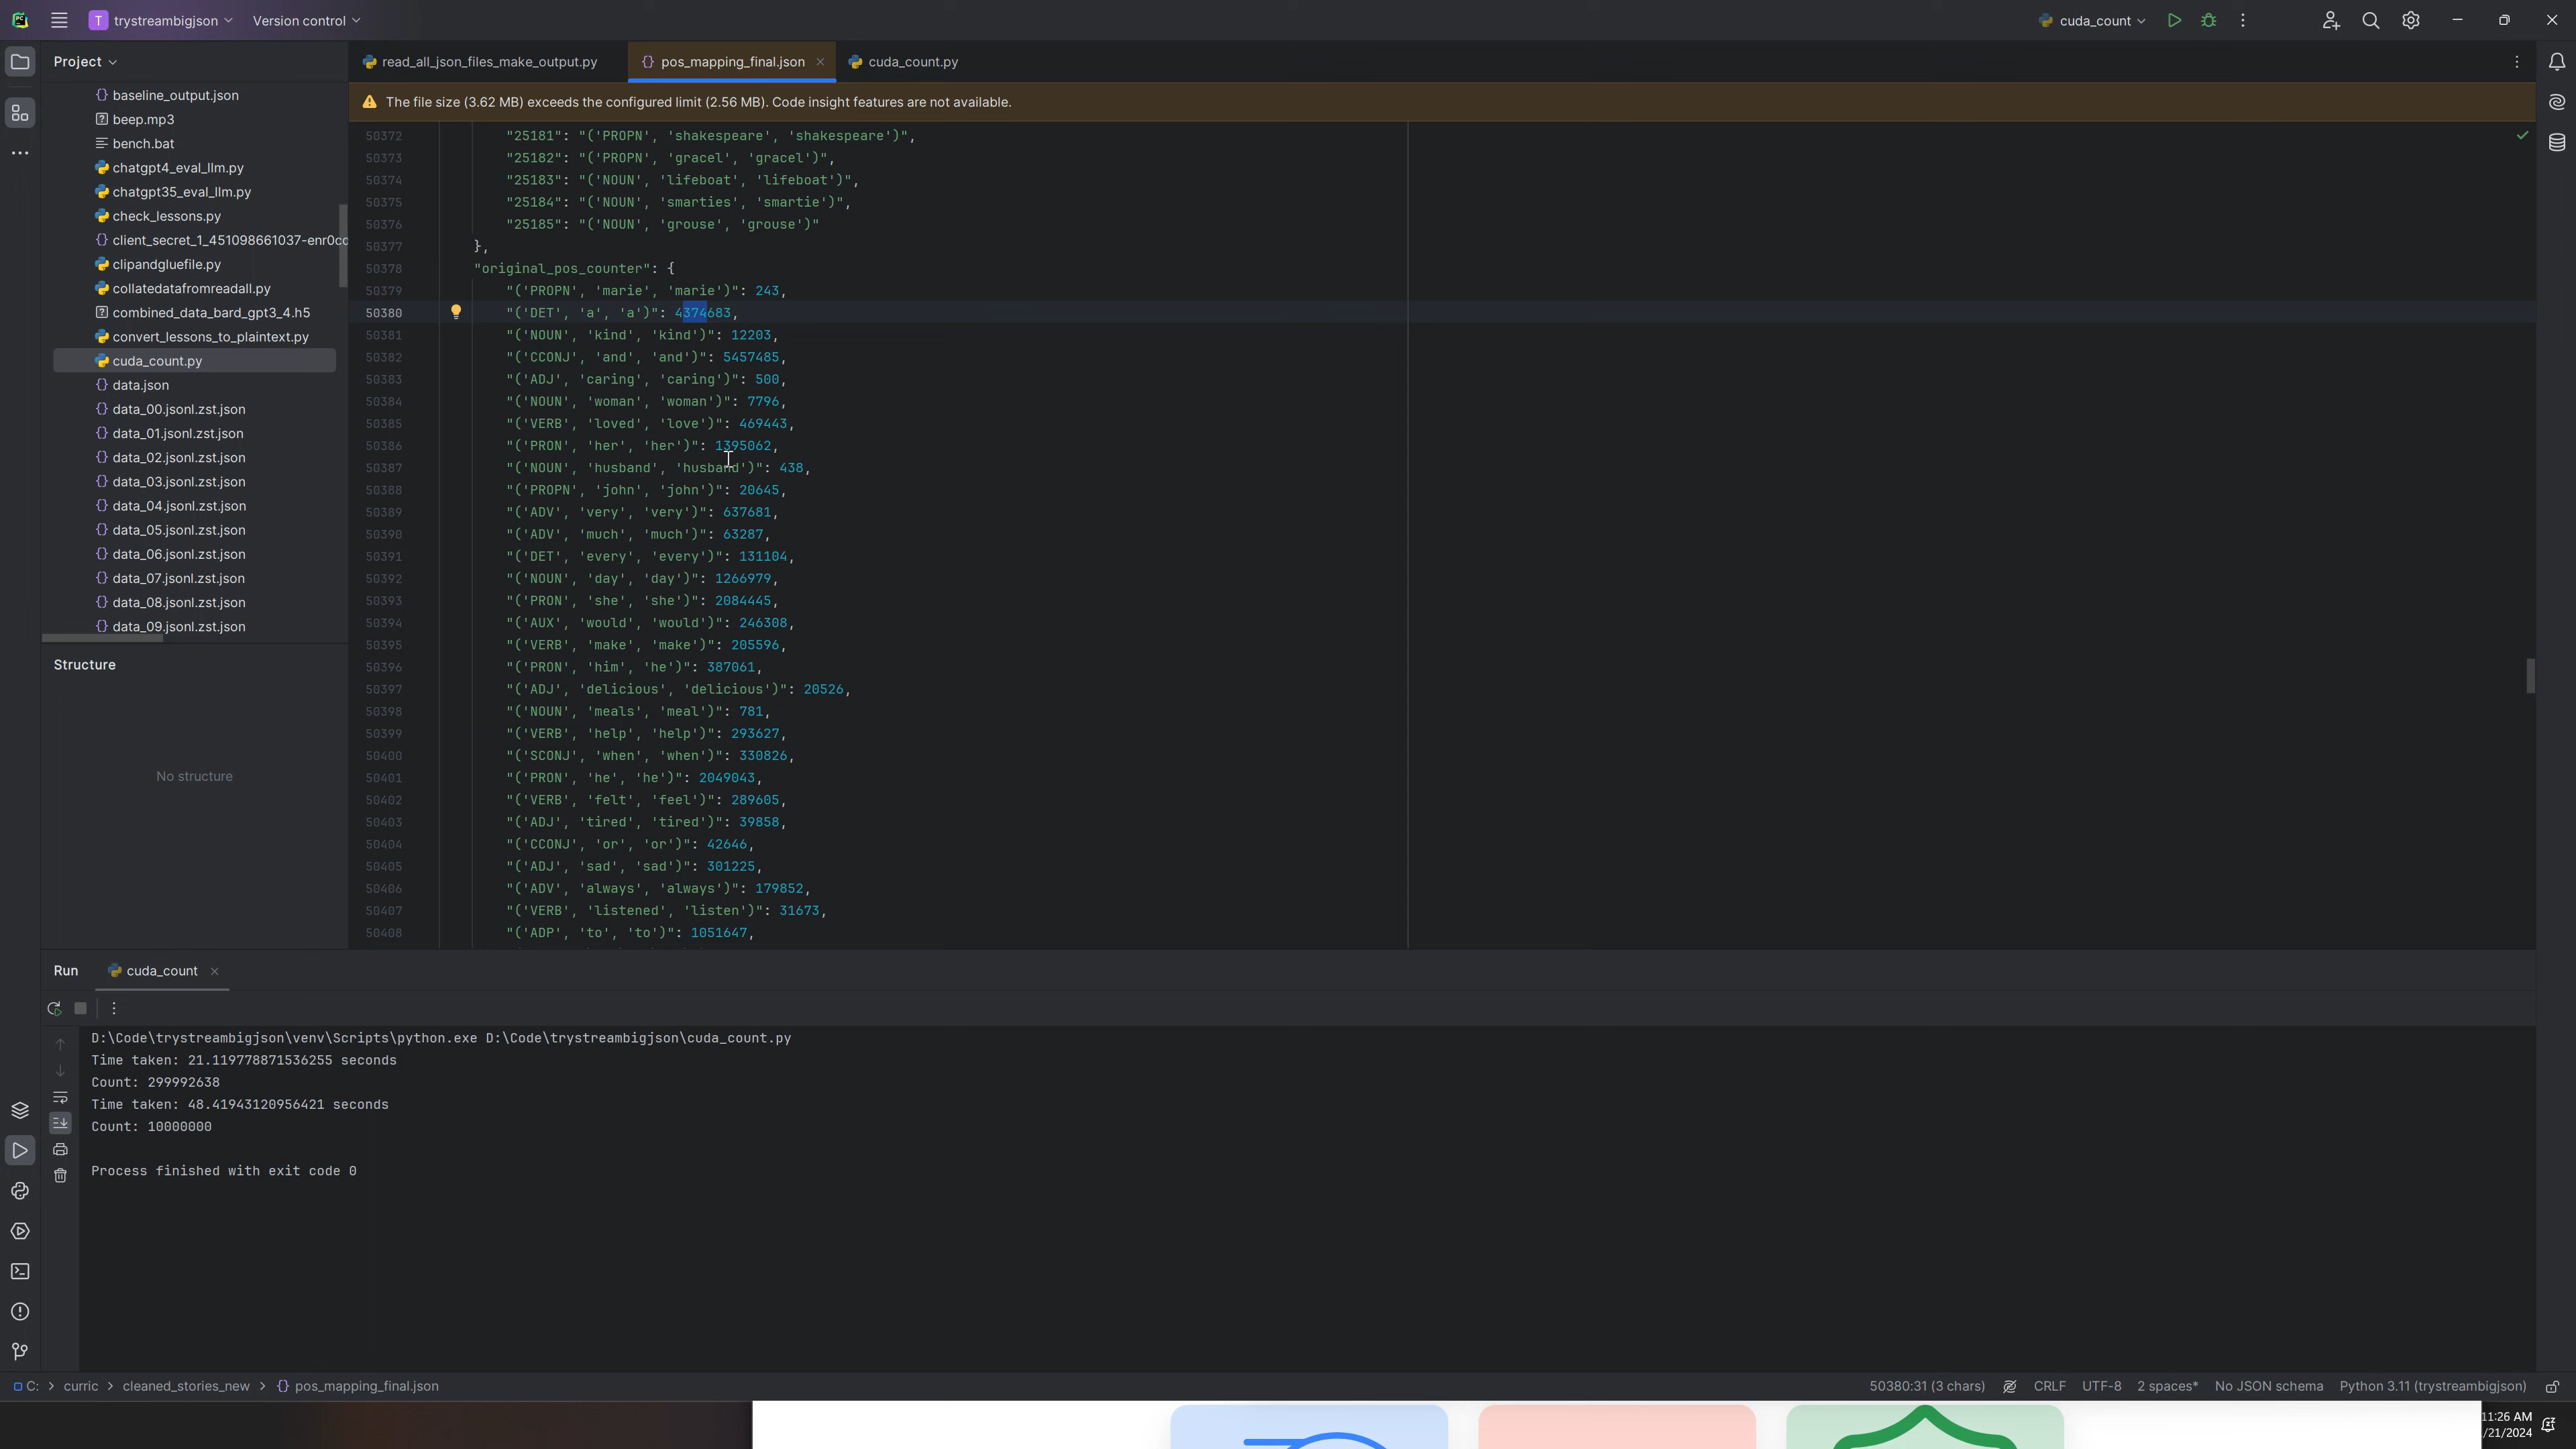 trystreambigjson
Version control
cuda_count
Project
read_all_json_files_make_output.py
pos_mapping_final.json
cuda_count.py
The file size (3.62 MB) exceeds the configured limit (2.56 MB). Code insight features are not available.
baseline_output.json
beep.mp3
bench.bat
chatgpt4_eval_llm.py
chatgpt35_eval_llm.py
check_lessons.py
client_secret_1_451098661037-enr0cc
clipandgluefile.py
collatedatafromreadall.py
combined_data_bard_gpt3_4.h5
convert_lessons_to_plaintext.py
cuda_count.py
data.json
data_00.jsonl.zst.json
data_01.jsonl.zst.json
data_02.jsonl.zst.json
data_03.jsonl.zst.json
data_04.jsonl.zst.json
data_05.jsonl.zst.json
data_06.jsonl.zst.json
data_07.jsonl.zst.json
data_08.jsonl.zst.json
data_09.jsonl.zst.json
Structure
No structure
50372 "25181": "('PROPN', 'shakespeare', 'shakespeare')",
50373 "25182": "('PROPN', 'gracel', 'gracel')",
50374 "25183": "('NOUN', 'lifeboat', 'lifeboat')",
50375 "25184": "('NOUN', 'smarties', 'smartie')",
50376 "25185": "('NOUN', 'grouse', 'grouse')"
50377 },
50378 "original_pos_counter": {
50379 "('PROPN', 'marie', 'marie')": 243,
50380 "('DET', 'a', 'a')": 4374683,
50381 "('NOUN', 'kind', 'kind')": 12203,
50382 "('CCONJ', 'and', 'and')": 5457485,
50383 "('ADJ', 'caring', 'caring')": 500,
50384 "('NOUN', 'woman', 'woman')": 7796,
50385 "('VERB', 'loved', 'love')": 469443,
50386 "('PRON', 'her', 'her')": 1395062,
50387 "('NOUN', 'husband', 'husband')": 438,
50388 "('PROPN', 'john', 'john')": 20645,
50389 "('ADV', 'very', 'very')": 637681,
50390 "('ADV', 'much', 'much')": 63287,
50391 "('DET', 'every', 'every')": 131104,
50392 "('NOUN', 'day', 'day')": 1266979,
50393 "('PRON', 'she', 'she')": 2084445,
50394 "('AUX', 'would', 'would')": 246308,
50395 "('VERB', 'make', 'make')": 205596,
50396 "('PRON', 'him', 'he')": 387061,
50397 "('ADJ', 'delicious', 'delicious')": 20526,
50398 "('NOUN', 'meals', 'meal')": 781,
50399 "('VERB', 'help', 'help')": 293627,
50400 "('SCONJ', 'when', 'when')": 330826,
50401 "('PRON', 'he', 'he')": 2049043,
50402 "('VERB', 'felt', 'feel')": 289605,
50403 "('ADJ', 'tired', 'tired')": 39858,
50404 "('CCONJ', 'or', 'or')": 42646,
50405 "('ADJ', 'sad', 'sad')": 301225,
50406 "('ADV', 'always', 'always')": 179852,
50407 "('VERB', 'listened', 'listen')": 31673,
50408 "('ADP', 'to', 'to')": 1051647,
Run
cuda_count
D:\Code\trystreambigjson\venv\Scripts\python.exe D:\Code\trystreambigjson\cuda_count.py
Time taken: 21.119778871536255 seconds
Count: 299992638
Time taken: 48.41943120956421 seconds
Count: 10000000
Process finished with exit code 0
C: > curric > cleaned_stories_new > pos_mapping_final.json
50380:31 (3 chars)
CRLF
UTF-8
2 spaces*
No JSON schema
Python 3.11 (trystreambigjson)
11:26 AM
/21/2024